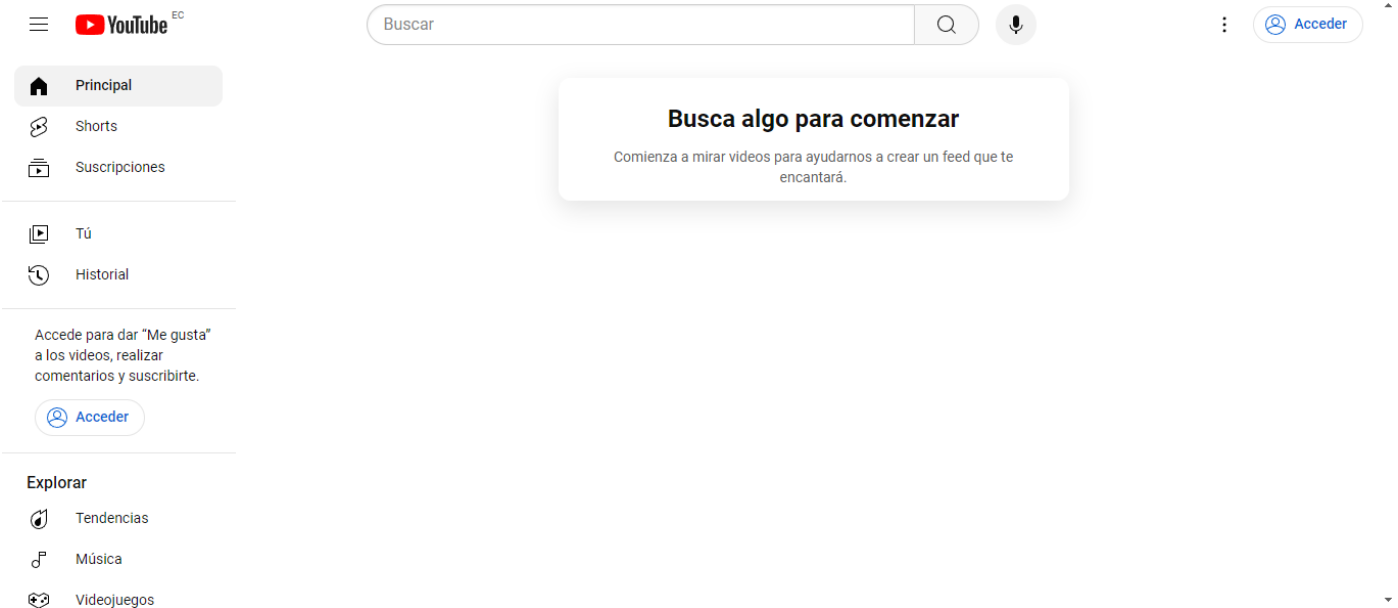 YouTube EC
Buscar
Acceder
Principal
Shorts
Suscripciones
Tú
Historial
Accede para dar “Me gusta”
a los videos, realizar
comentarios y suscribirte.
Acceder
Explorar
Tendencias
Música
Videojuegos
Busca algo para comenzar
Comienza a mirar videos para ayudarnos a crear un feed que te
encantará.